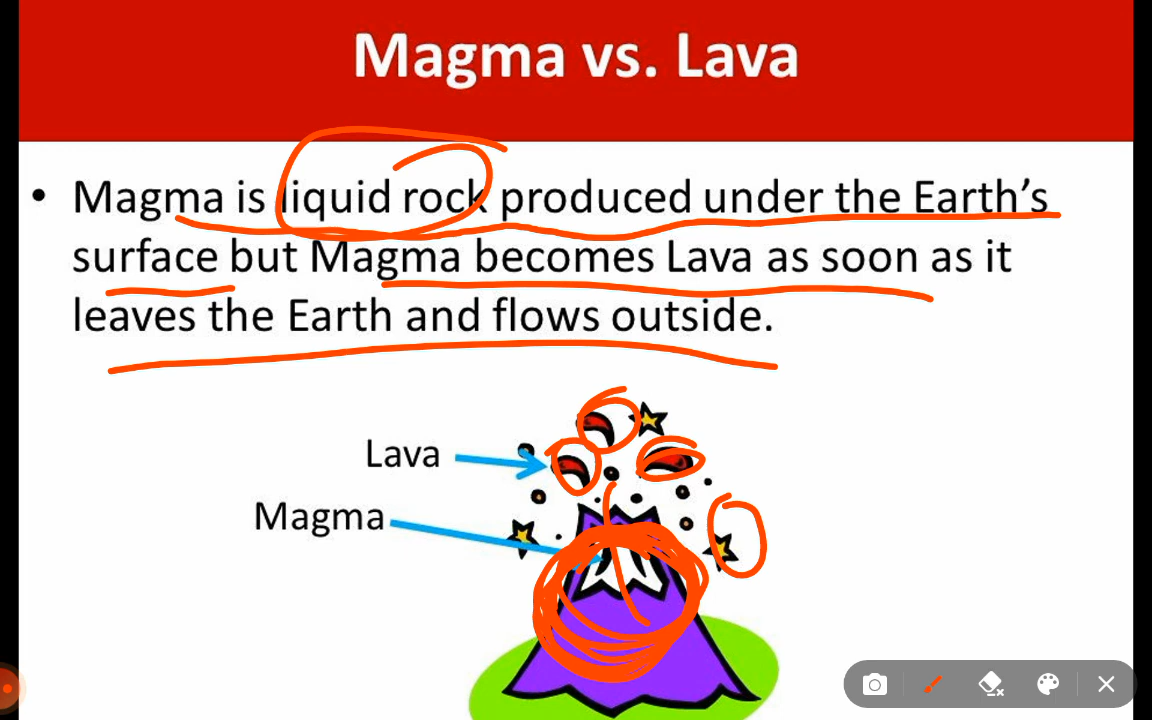 Magma vs. Lava
• Magma is liquid rock produced under the Earth’s
surface but Magma becomes Lava as soon as it
leaves the Earth and flows outside.
Lava
Magma